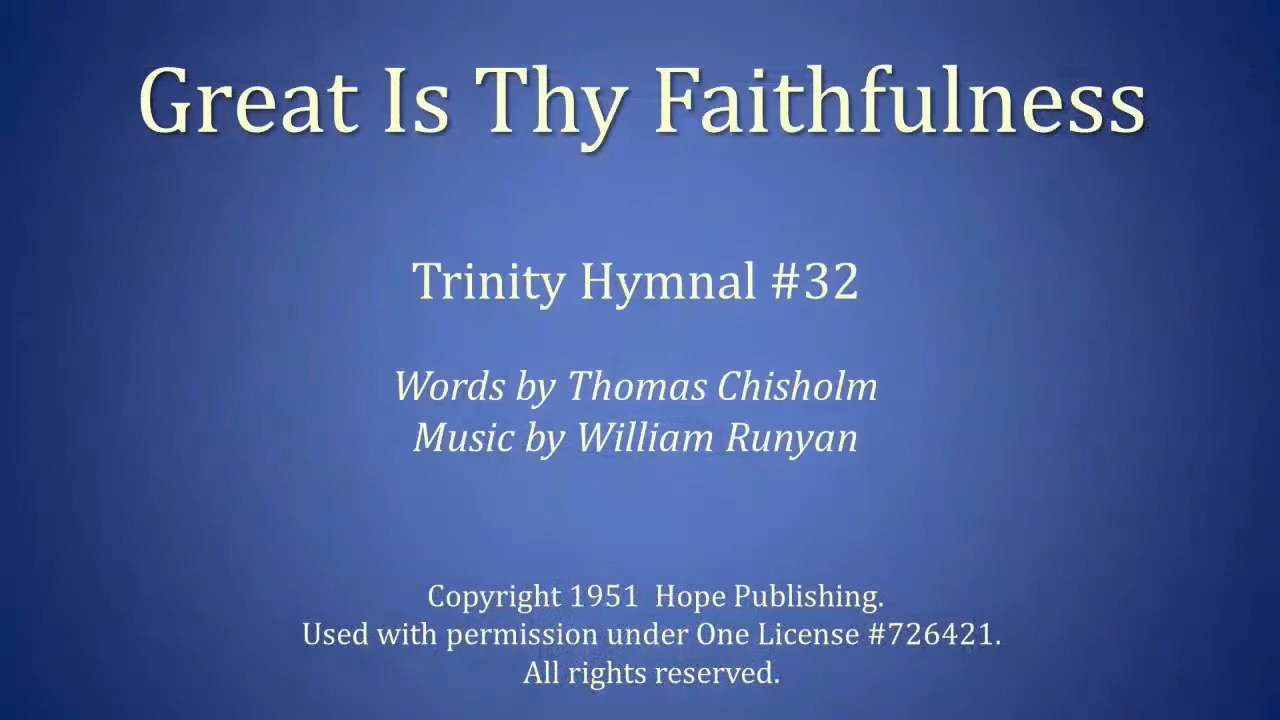 Great Is Thy Faithfulness
Trinity Hymnal #32
Words by Thomas Chisholm
Music by William Runyan
Copyright 1951  Hope Publishing.
Used with permission under One License #726421.
All rights reserved.